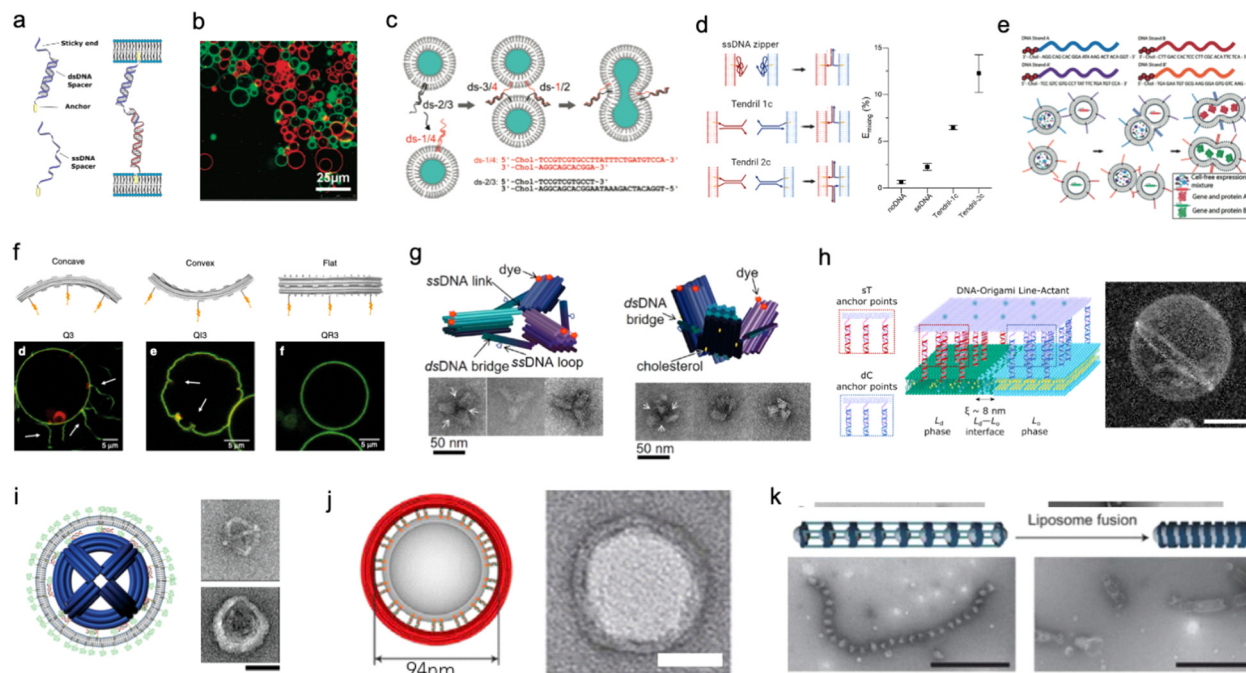 a
Sticky end
dsDNA
Spacer
Anchor
ssDNA
Spacer
b
25µm
c
ds-3/4
ds-1/2
ds-2/3
ds-1/4
ds-1/4: 5'-Chol-TCCGTCGTGCCTTATTTCTGATGTCCA-3'
3'-Chol-AGGCAGCACGGA-5'
ds-2/3: 5'-Chol-TCCGTCGTGCCT-3'
3'-Chol-AGGCAGCACGGAATAAAGACTACAGGT-5'
d
ssDNA zipper
Tendril 1c
Tendril 2c
Emixing (%)
15
10
5
0
noDNA
ssDNA
Tendril-1c
Tendril-2c
e
DNA Strand A
DNA Strand B
DNA Strand A'
DNA Strand B'
Cell-free expression
mixture
Gene and protein A
Gene and protein B
f
Concave
Convex
Flat
Q3
QI3
QR3
d
e
f
5 µm
5 µm
5 µm
g
ssDNA link
dye
dsDNA bridge
ssDNA loop
50 nm
dye
dsDNA
bridge
cholesterol
50 nm
h
sT
anchor points
dC
anchor points
DNA-Origami Line-Actant
ξ ~ 8 nm
Ld
phase
Ld—Lo
interface
Lo
phase
i
j
94nm
k
Liposome fusion